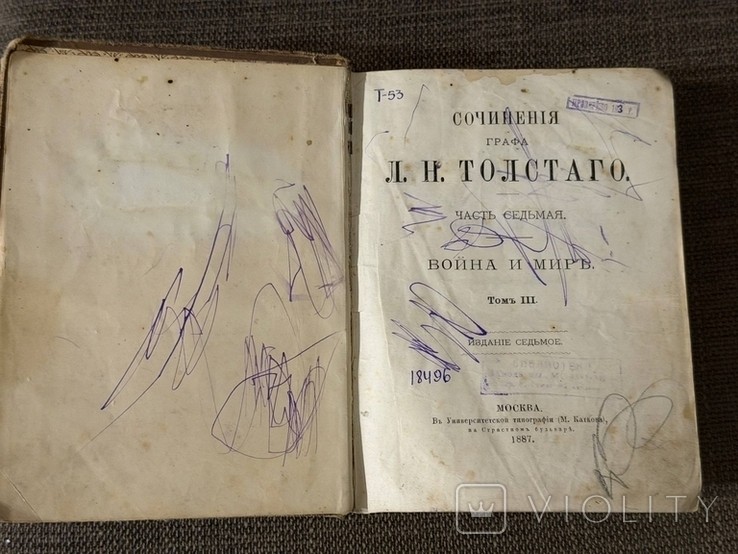 Т-53
СОЧИНЕНІЯ
ГРАФА
Л. Н. ТОЛСТАГО.
ЧАСТЬ СЕДЬМАЯ.
ВОЙНА И МИРЪ.
Томъ III.
ИЗДАНІЕ СЕДЬМОЕ.
18496
МОСКВА.
Въ Университетской типографіи (М. Каткова),
на Страстномъ бульварѣ.
1887.
VIOLITY